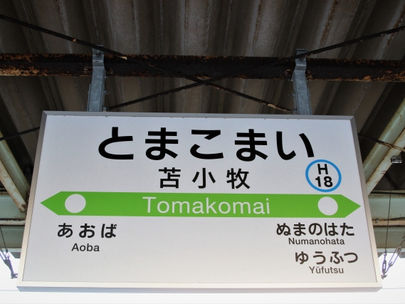 とまこまい
苫小牧
H
18
Tomakomai
あおば
Aoba
ぬまのはた
Numanohata
ゆうふつ
Yūfutsu